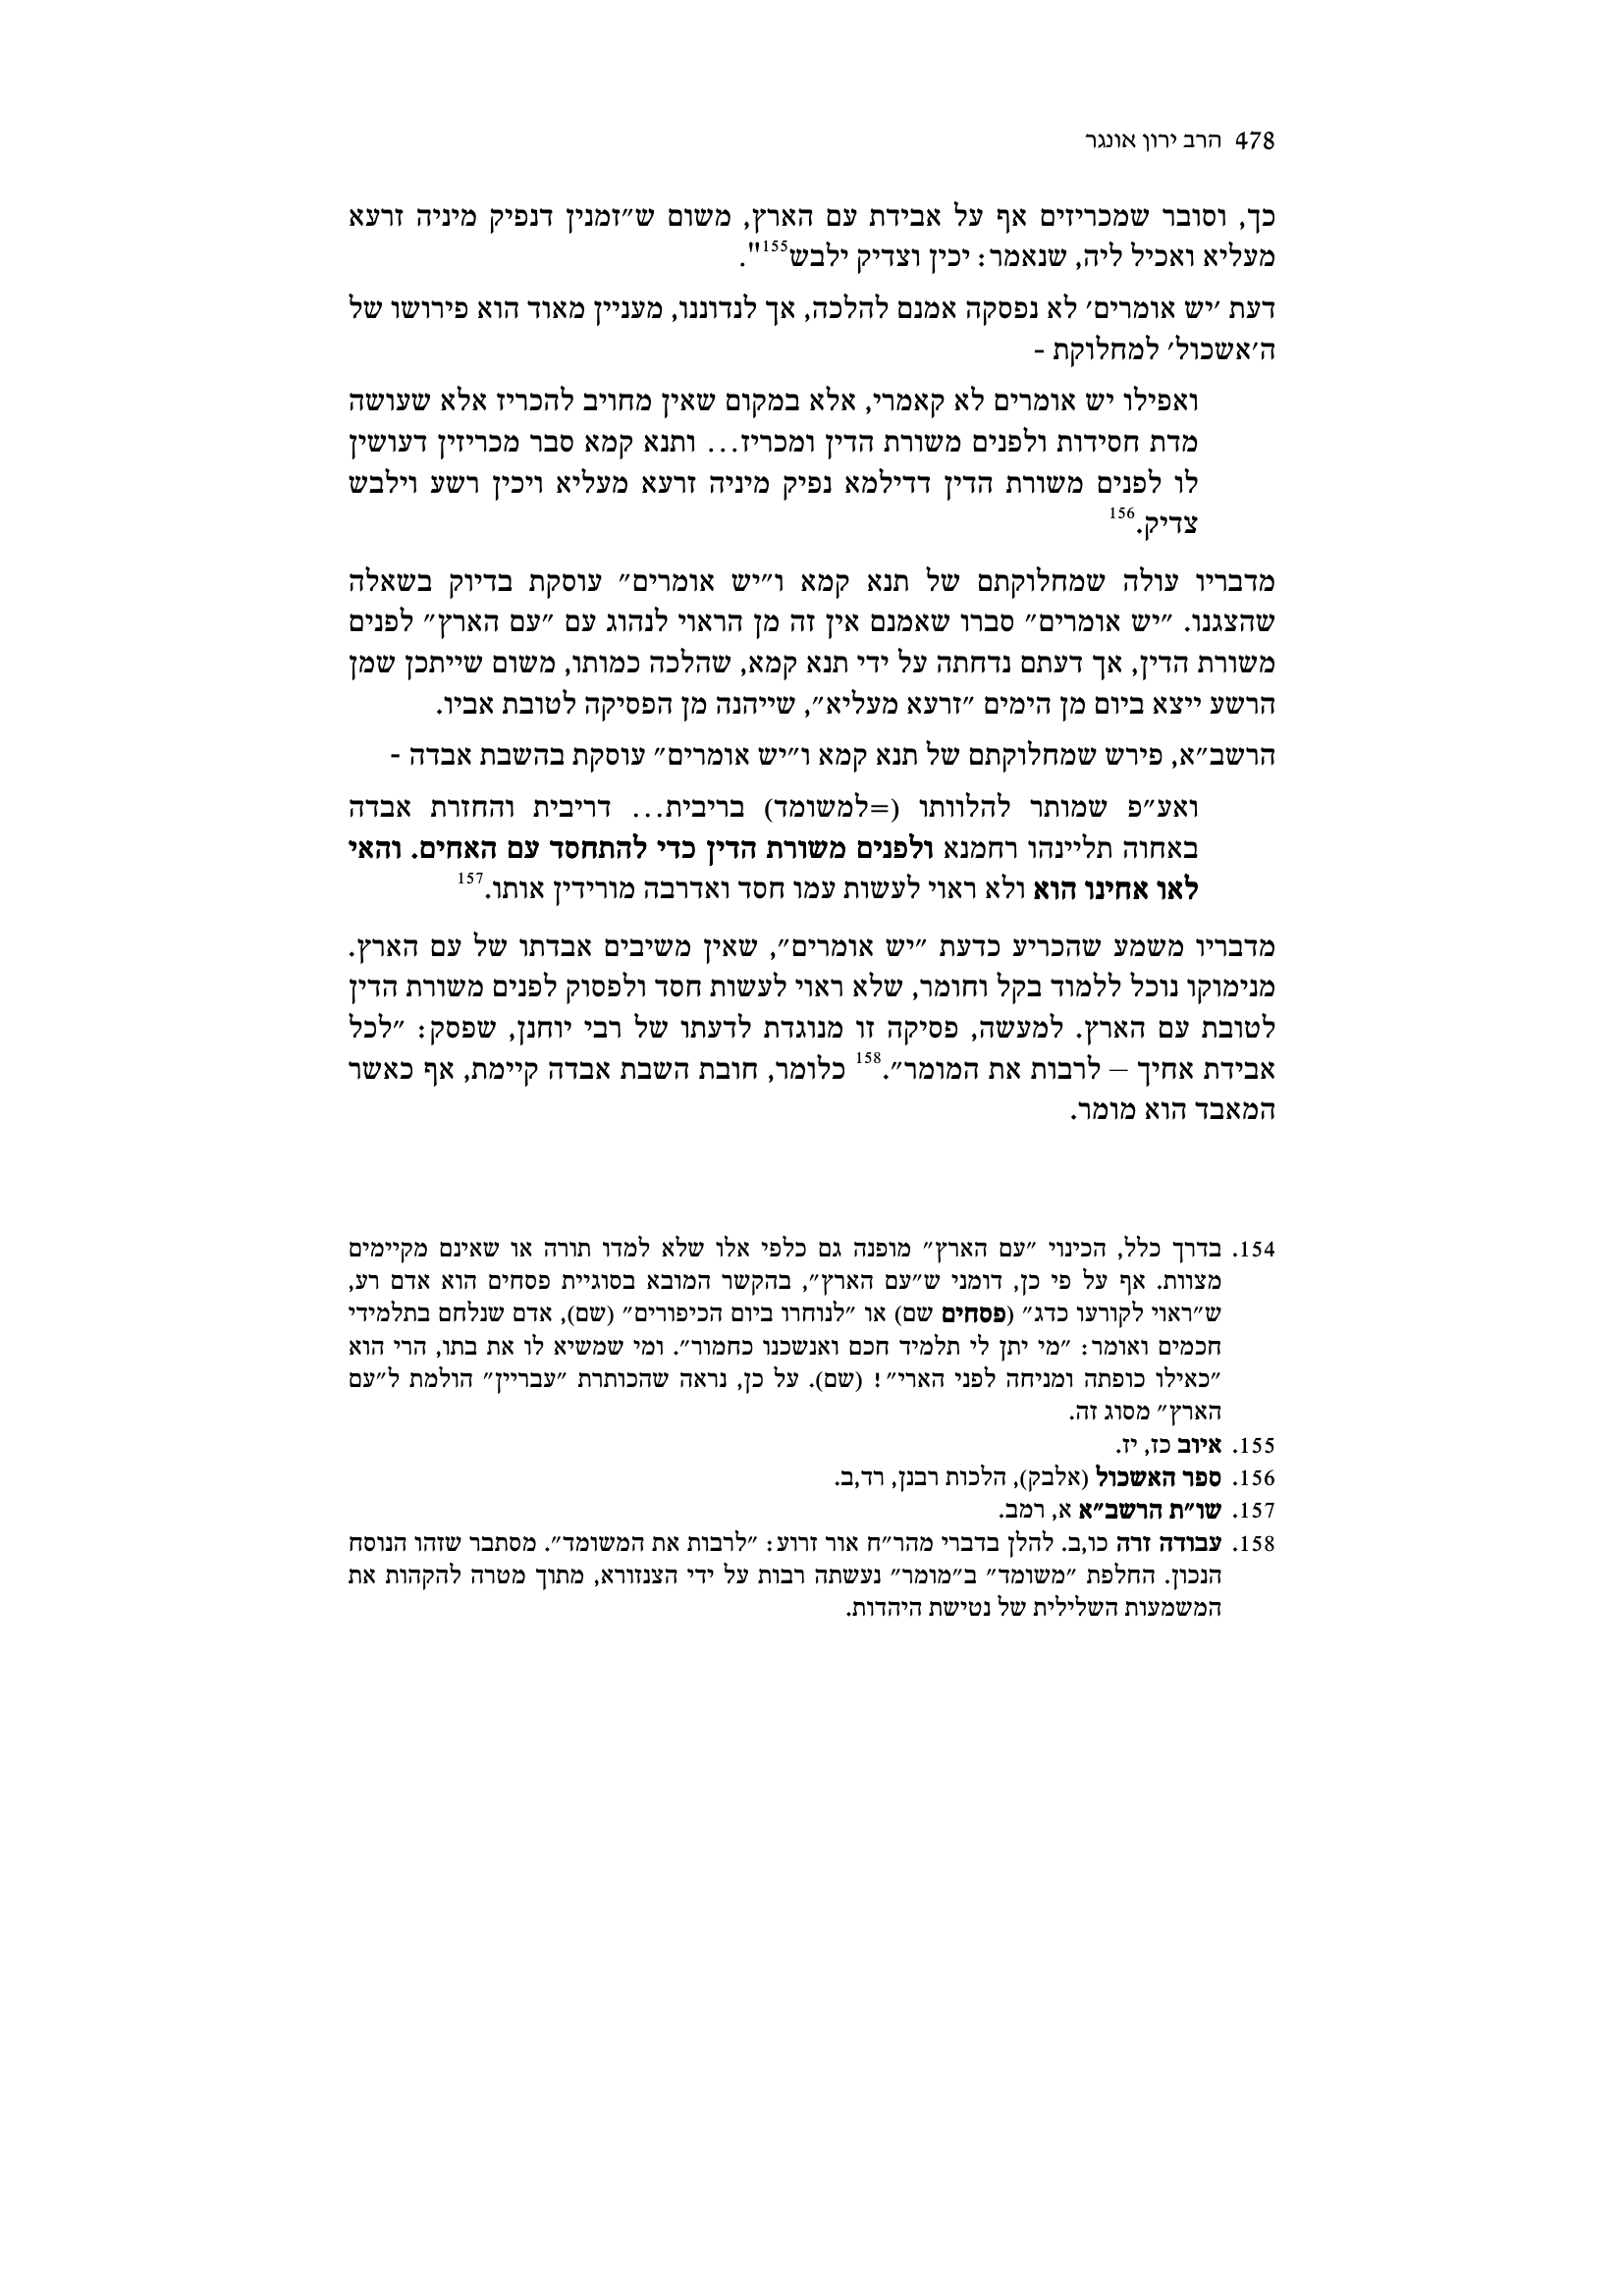 478 הרב ירון אונגר
כך, וסובר שמכריזים אף על אבידת עם הארץ, משום ש״זמנין דנפיק מיניה זרעא
מעליא ואכיל ליה, שנאמר: יכין וצדיק ילבש155".
דעת ׳יש אומרים׳ לא נפסקה אמנם להלכה, אך לנדוננו, מעניין מאוד הוא פירושו של
ה׳אשכול׳ למחלוקת -
ואפילו יש אומרים לא קאמרי, אלא במקום שאין מחויב להכריז אלא שעושה
מדת חסידות ולפנים משורת הדין ומכריז... ותנא קמא סבר מכריזין דעושין
לו לפנים משורת הדין דדילמא נפיק מיניה זרעא מעליא ויכין רשע וילבש
צדיק.156
מדבריו עולה שמחלוקתם של תנא קמא ו״יש אומרים״ עוסקת בדיוק בשאלה
שהצגנו. ״יש אומרים״ סברו שאמנם אין זה מן הראוי לנהוג עם ״עם הארץ״ לפנים
משורת הדין, אך דעתם נדחתה על ידי תנא קמא, שהלכה כמותו, משום שייתכן שמן
הרשע ייצא ביום מן הימים ״זרעא מעליא״, שייהנה מן הפסיקה לטובת אביו.
הרשב״א, פירש שמחלוקתם של תנא קמא ו״יש אומרים״ עוסקת בהשבת אבדה -
ואע״פ שמותר להלוותו (=למשומד) בריבית... דריבית והחזרת אבדה
באחוה תליינהו רחמנא ולפנים משורת הדין כדי להתחסד עם האחים. והאי
לאו אחינו הוא ולא ראוי לעשות עמו חסד ואדרבה מורידין אותו.157
מדבריו משמע שהכריע כדעת ״יש אומרים״, שאין משיבים אבדתו של עם הארץ.
מנימוקו נוכל ללמוד בקל וחומר, שלא ראוי לעשות חסד ולפסוק לפנים משורת הדין
לטובת עם הארץ. למעשה, פסיקה זו מנוגדת לדעתו של רבי יוחנן, שפסק: ״לכל
אבידת אחיך – לרבות את המומר״.158 כלומר, חובת השבת אבדה קיימת, אף כאשר
המאבד הוא מומר.
154. בדרך כלל, הכינוי ״עם הארץ״ מופנה גם כלפי אלו שלא למדו תורה או שאינם מקיימים
מצוות. אף על פי כן, דומני ש״עם הארץ״, בהקשר המובא בסוגיית פסחים הוא אדם רע,
ש״ראוי לקורעו כדג״ (פסחים שם) או ״לנוחרו ביום הכיפורים״ (שם), אדם שנלחם בתלמידי
חכמים ואומר: ״מי יתן לי תלמיד חכם ואנשכנו כחמור״. ומי שמשיא לו את בתו, הרי הוא
״כאילו כופתה ומניחה לפני הארי״! (שם). על כן, נראה שהכותרת ״עבריין״ הולמת ל״עם
הארץ״ מסוג זה.
155. איוב כז, יז.
156. ספר האשכול (אלבק), הלכות רבנן, רד,ב.
157. שו״ת הרשב״א א, רמב.
158. עבודה זרה כו,ב. להלן בדברי מהר״ח אור זרוע: ״לרבות את המשומד״. מסתבר שזהו הנוסח
הנכון. החלפת ״משומד״ ב״מומר״ נעשתה רבות על ידי הצנזורא, מתוך מטרה להקהות את
המשמעות השלילית של נטישת היהדות.